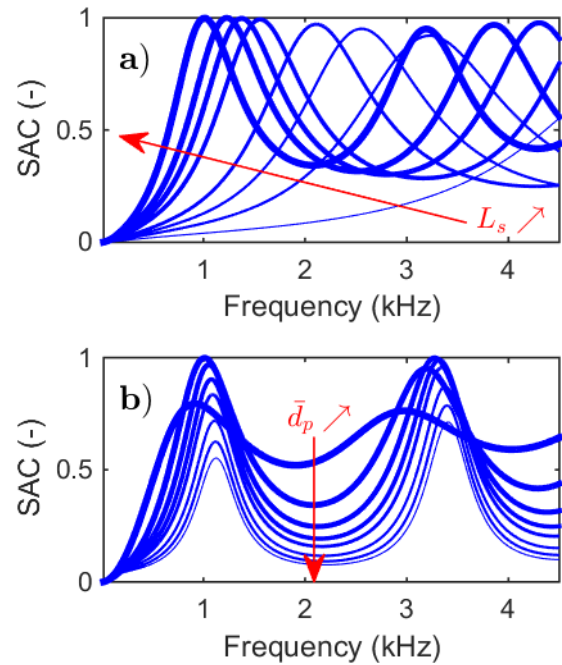 1
a)
SAC (-)
0.5
L_s ↗
0
1 2 3 4
Frequency (kHz)
1
b)
d̄_p ↗
SAC (-)
0.5
0
1 2 3 4
Frequency (kHz)